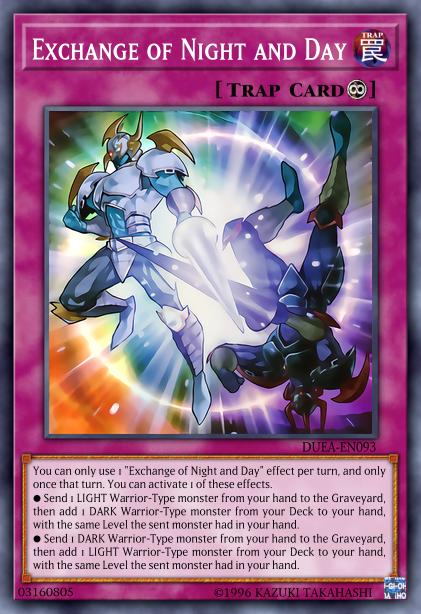 EXCHANGE OF NIGHT AND DAY
TRAP
罠
[TRAP CARD]
DUEA-EN093
You can only use 1 "Exchange of Night and Day" effect per turn, and only
once that turn. You can activate 1 of these effects.
● Send 1 LIGHT Warrior-Type monster from your hand to the Graveyard,
then add 1 DARK Warrior-Type monster from your Deck to your hand,
with the same Level the sent monster had in your hand.
● Send 1 DARK Warrior-Type monster from your hand to the Graveyard,
then add 1 LIGHT Warrior-Type monster from your Deck to your hand,
with the same Level the sent monster had in your hand.
03160805
©1996 KAZUKI TAKAHASHI